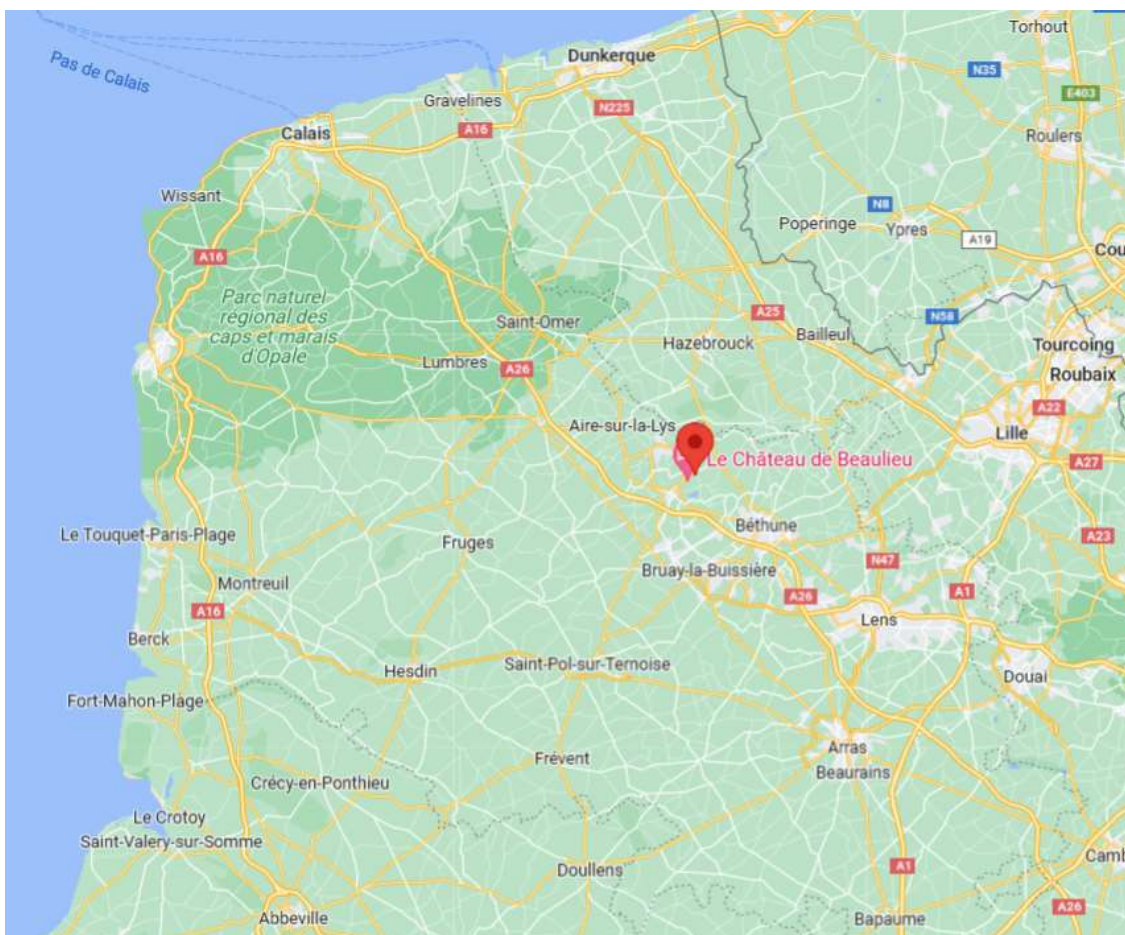 Torhout
Dunkerque
Pas de Calais
N35
E403
Gravelines
N225
A16
Calais
Roulers
Wissant
N8
Poperinge
Ypres
A19
Cou
A16
Parc naturel
régional des
caps et marais
d'Opale
Saint-Omer
A25
N58
Bailleul
Hazebrouck
Tourcoing
Lumbres
A26
Roubaix
A22
Aire-sur-la-Lys
Lille
Le Château de Beaulieu
A27
Béthune
Le Touquet-Paris-Plage
A23
Fruges
N47
Bruay-la-Buissière
Montreuil
A26
A1
A16
Lens
Berck
Saint-Pol-sur-Ternoise
Hesdin
Douai
Fort-Mahon-Plage
Arras
Frévent
Beaurains
Crécy-en-Ponthieu
Le Crotoy
Saint-Valery-sur-Somme
Camb
A1
Doullens
A26
Abbeville
Bapaume